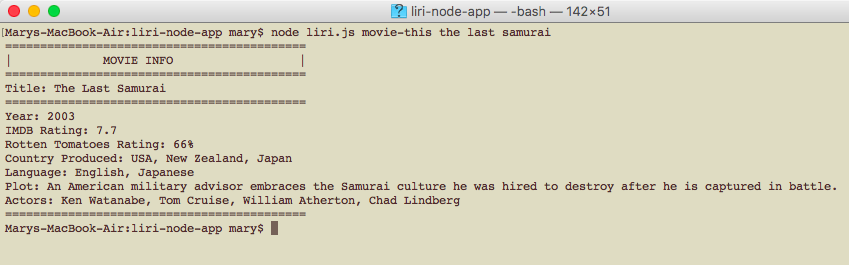 liri-node-app — -bash — 142×51
[Marys-MacBook-Air:liri-node-app mary$ node liri.js movie-this the last samurai
===========================================
| MOVIE INFO |
===========================================
Title: The Last Samurai
===========================================
Year: 2003
IMDB Rating: 7.7
Rotten Tomatoes Rating: 66%
Country Produced: USA, New Zealand, Japan
Language: English, Japanese
Plot: An American military advisor embraces the Samurai culture he was hired to destroy after he is captured in battle.
Actors: Ken Watanabe, Tom Cruise, William Atherton, Chad Lindberg
===========================================
Marys-MacBook-Air:liri-node-app mary$